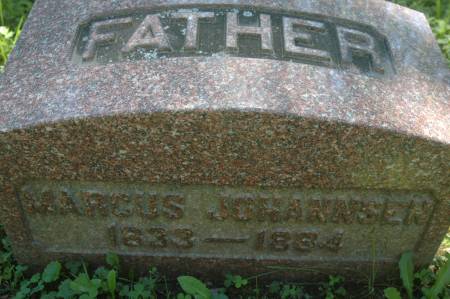 FATHER
MARCUS JOHANNSEN
1833-1884